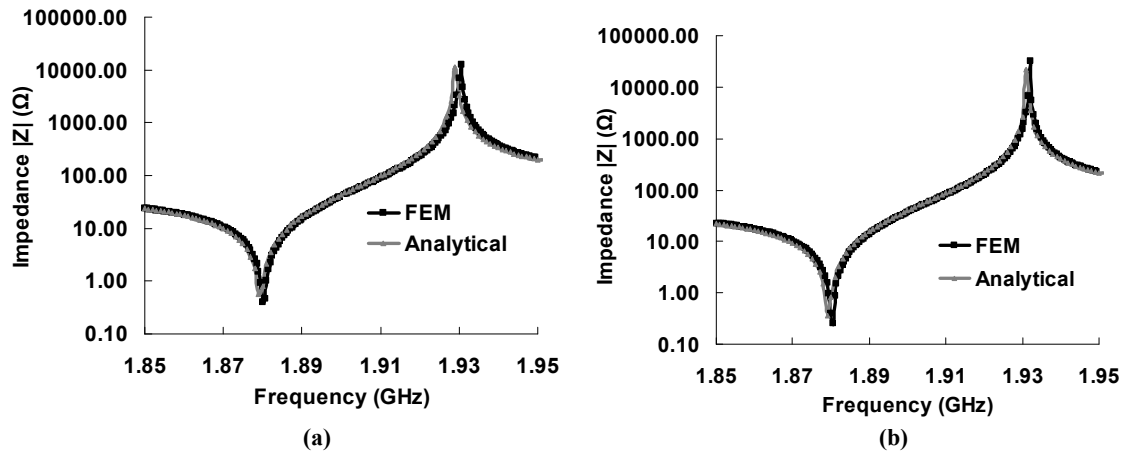 100000.00
10000.00
1000.00
100.00
10.00
1.00
0.10
Impedance |Z| (Ω)
FEM
Analytical
1.85 1.87 1.89 1.91 1.93 1.95
Frequency (GHz)
(a)
100000.00
10000.00
1000.00
100.00
10.00
1.00
0.10
Impedance |Z| (Ω)
FEM
Analytical
1.85 1.87 1.89 1.91 1.93 1.95
Frequency (GHz)
(b)